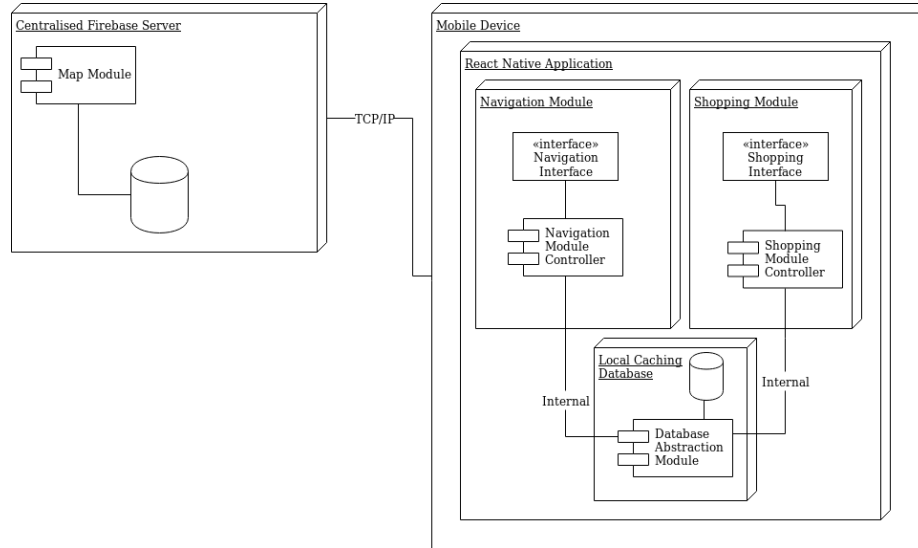 Centralised Firebase Server
Map Module
TCP/IP
Mobile Device
React Native Application
Navigation Module
«interface»
Navigation
Interface
Navigation
Module
Controller
Shopping Module
«interface»
Shopping
Interface
Shopping
Module
Controller
Internal
Internal
Local Caching
Database
Database
Abstraction
Module